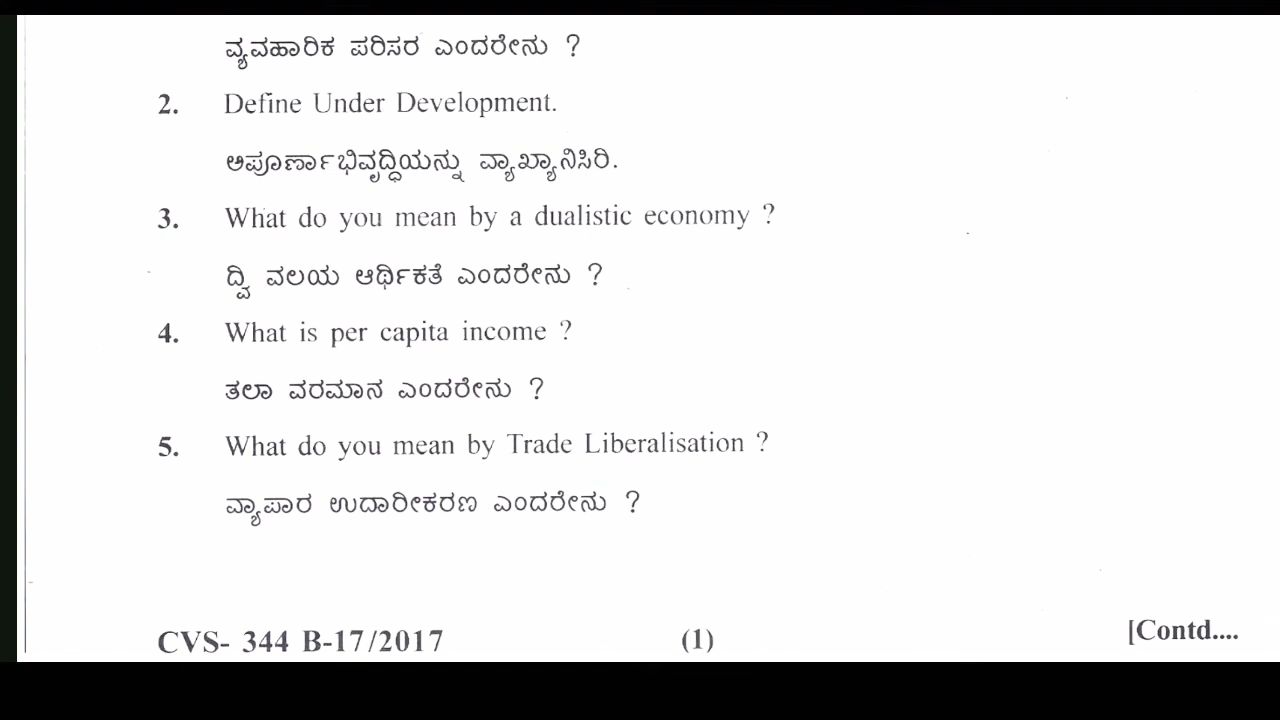 ವ್ಯವಹಾರಿಕ ಪರಿಸರ ಎಂದರೇನು ?
2. Define Under Development.
ಅಪೂರ್ಣಾಭಿವೃದ್ಧಿಯನ್ನು ವ್ಯಾಖ್ಯಾನಿಸಿರಿ.
3. What do you mean by a dualistic economy ?
ದ್ವಿ ವಲಯ ಆರ್ಥಿಕತೆ ಎಂದರೇನು ?
4. What is per capita income ?
ತಲಾ ವರಮಾನ ಎಂದರೇನು ?
5. What do you mean by Trade Liberalisation ?
ವ್ಯಾಪಾರ ಉದಾರೀಕರಣ ಎಂದರೇನು ?
CVS- 344 B-17/2017 (1) [Contd....